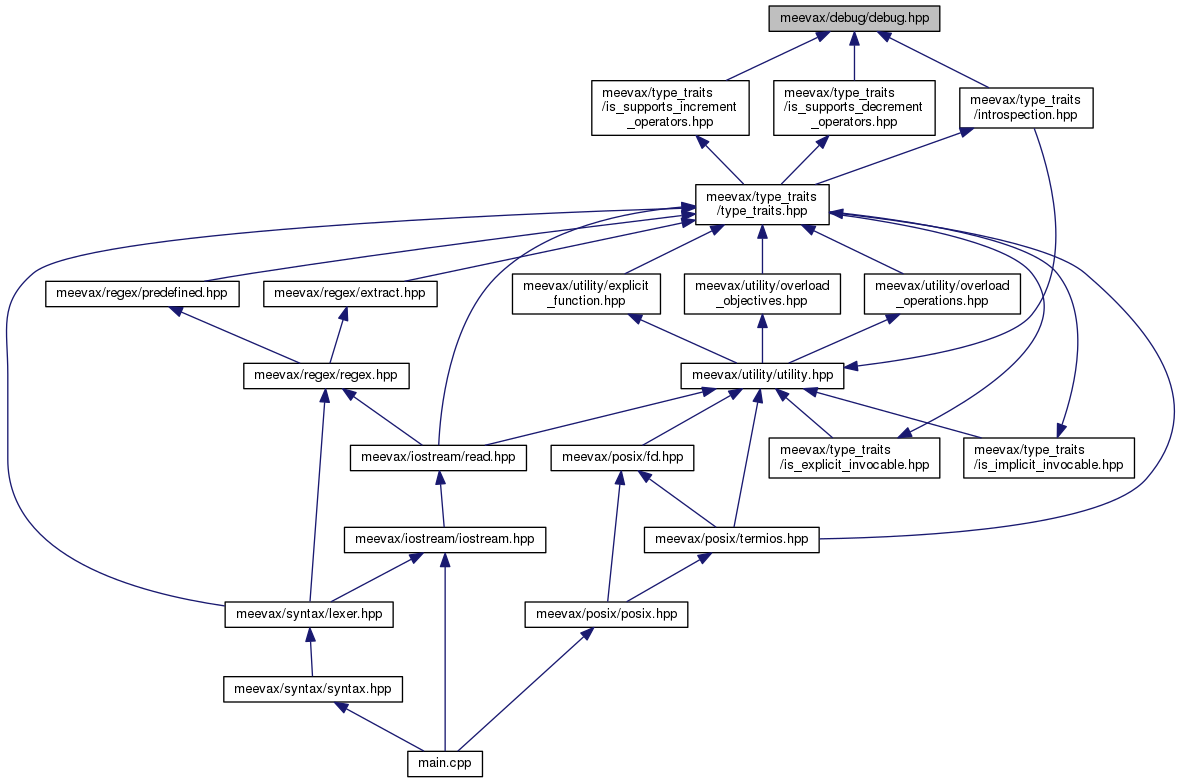 meevax/debug/debug.hpp
meevax/type_traits
/is_supports_increment
_operators.hpp
meevax/type_traits
/is_supports_decrement
_operators.hpp
meevax/type_traits
/introspection.hpp
meevax/type_traits
/type_traits.hpp
meevax/regex/predefined.hpp
meevax/regex/extract.hpp
meevax/utility/explicit
_function.hpp
meevax/utility/overload
_objectives.hpp
meevax/utility/overload
_operations.hpp
meevax/regex/regex.hpp
meevax/utility/utility.hpp
meevax/iostream/read.hpp
meevax/posix/fd.hpp
meevax/type_traits
/is_explicit_invocable.hpp
meevax/type_traits
/is_implicit_invocable.hpp
meevax/iostream/iostream.hpp
meevax/posix/termios.hpp
meevax/syntax/lexer.hpp
meevax/posix/posix.hpp
meevax/syntax/syntax.hpp
main.cpp